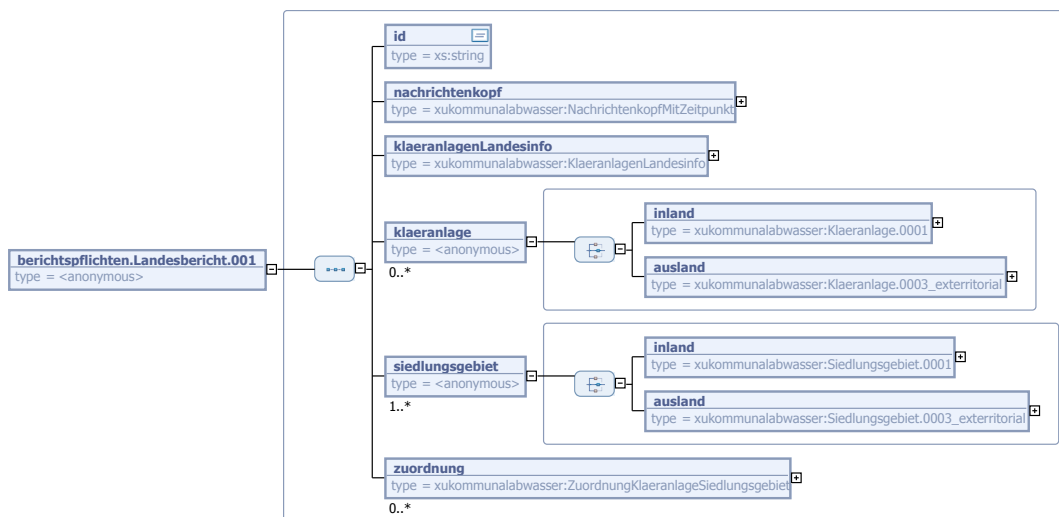 id
type = xs:string
nachrichtenkopf
type = xukommunalabwasser:NachrichtenkopfMitZeitpunkt
klaeranlagenLandesinfo
type = xukommunalabwasser:KlaeranlagenLandesinfo
klaeranlage
type = <anonymous>
0..*
inland
type = xukommunalabwasser:Klaeranlage.0001
ausland
type = xukommunalabwasser:Klaeranlage.0003_exterritorial
berichtspflichten.Landesbericht.001
type = <anonymous>
siedlungsgebiet
type = <anonymous>
1..*
inland
type = xukommunalabwasser:Siedlungsgebiet.0001
ausland
type = xukommunalabwasser:Siedlungsgebiet.0003_exterritorial
zuordnung
type = xukommunalabwasser:ZuordnungKlaeranlageSiedlungsgebiet
0..*